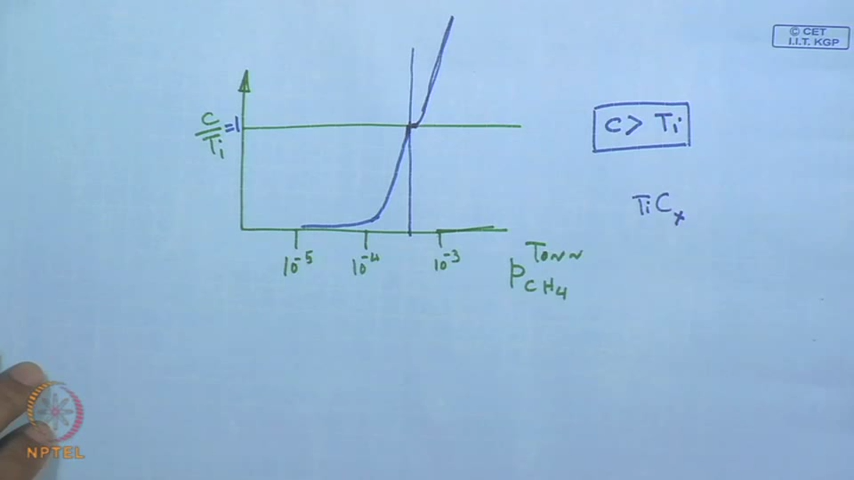 © CET
I.I.T. KGP
C/Ti =1
C > Ti
TiCx
10-5
10-4
10-3
Torr
PCH4
NPTEL